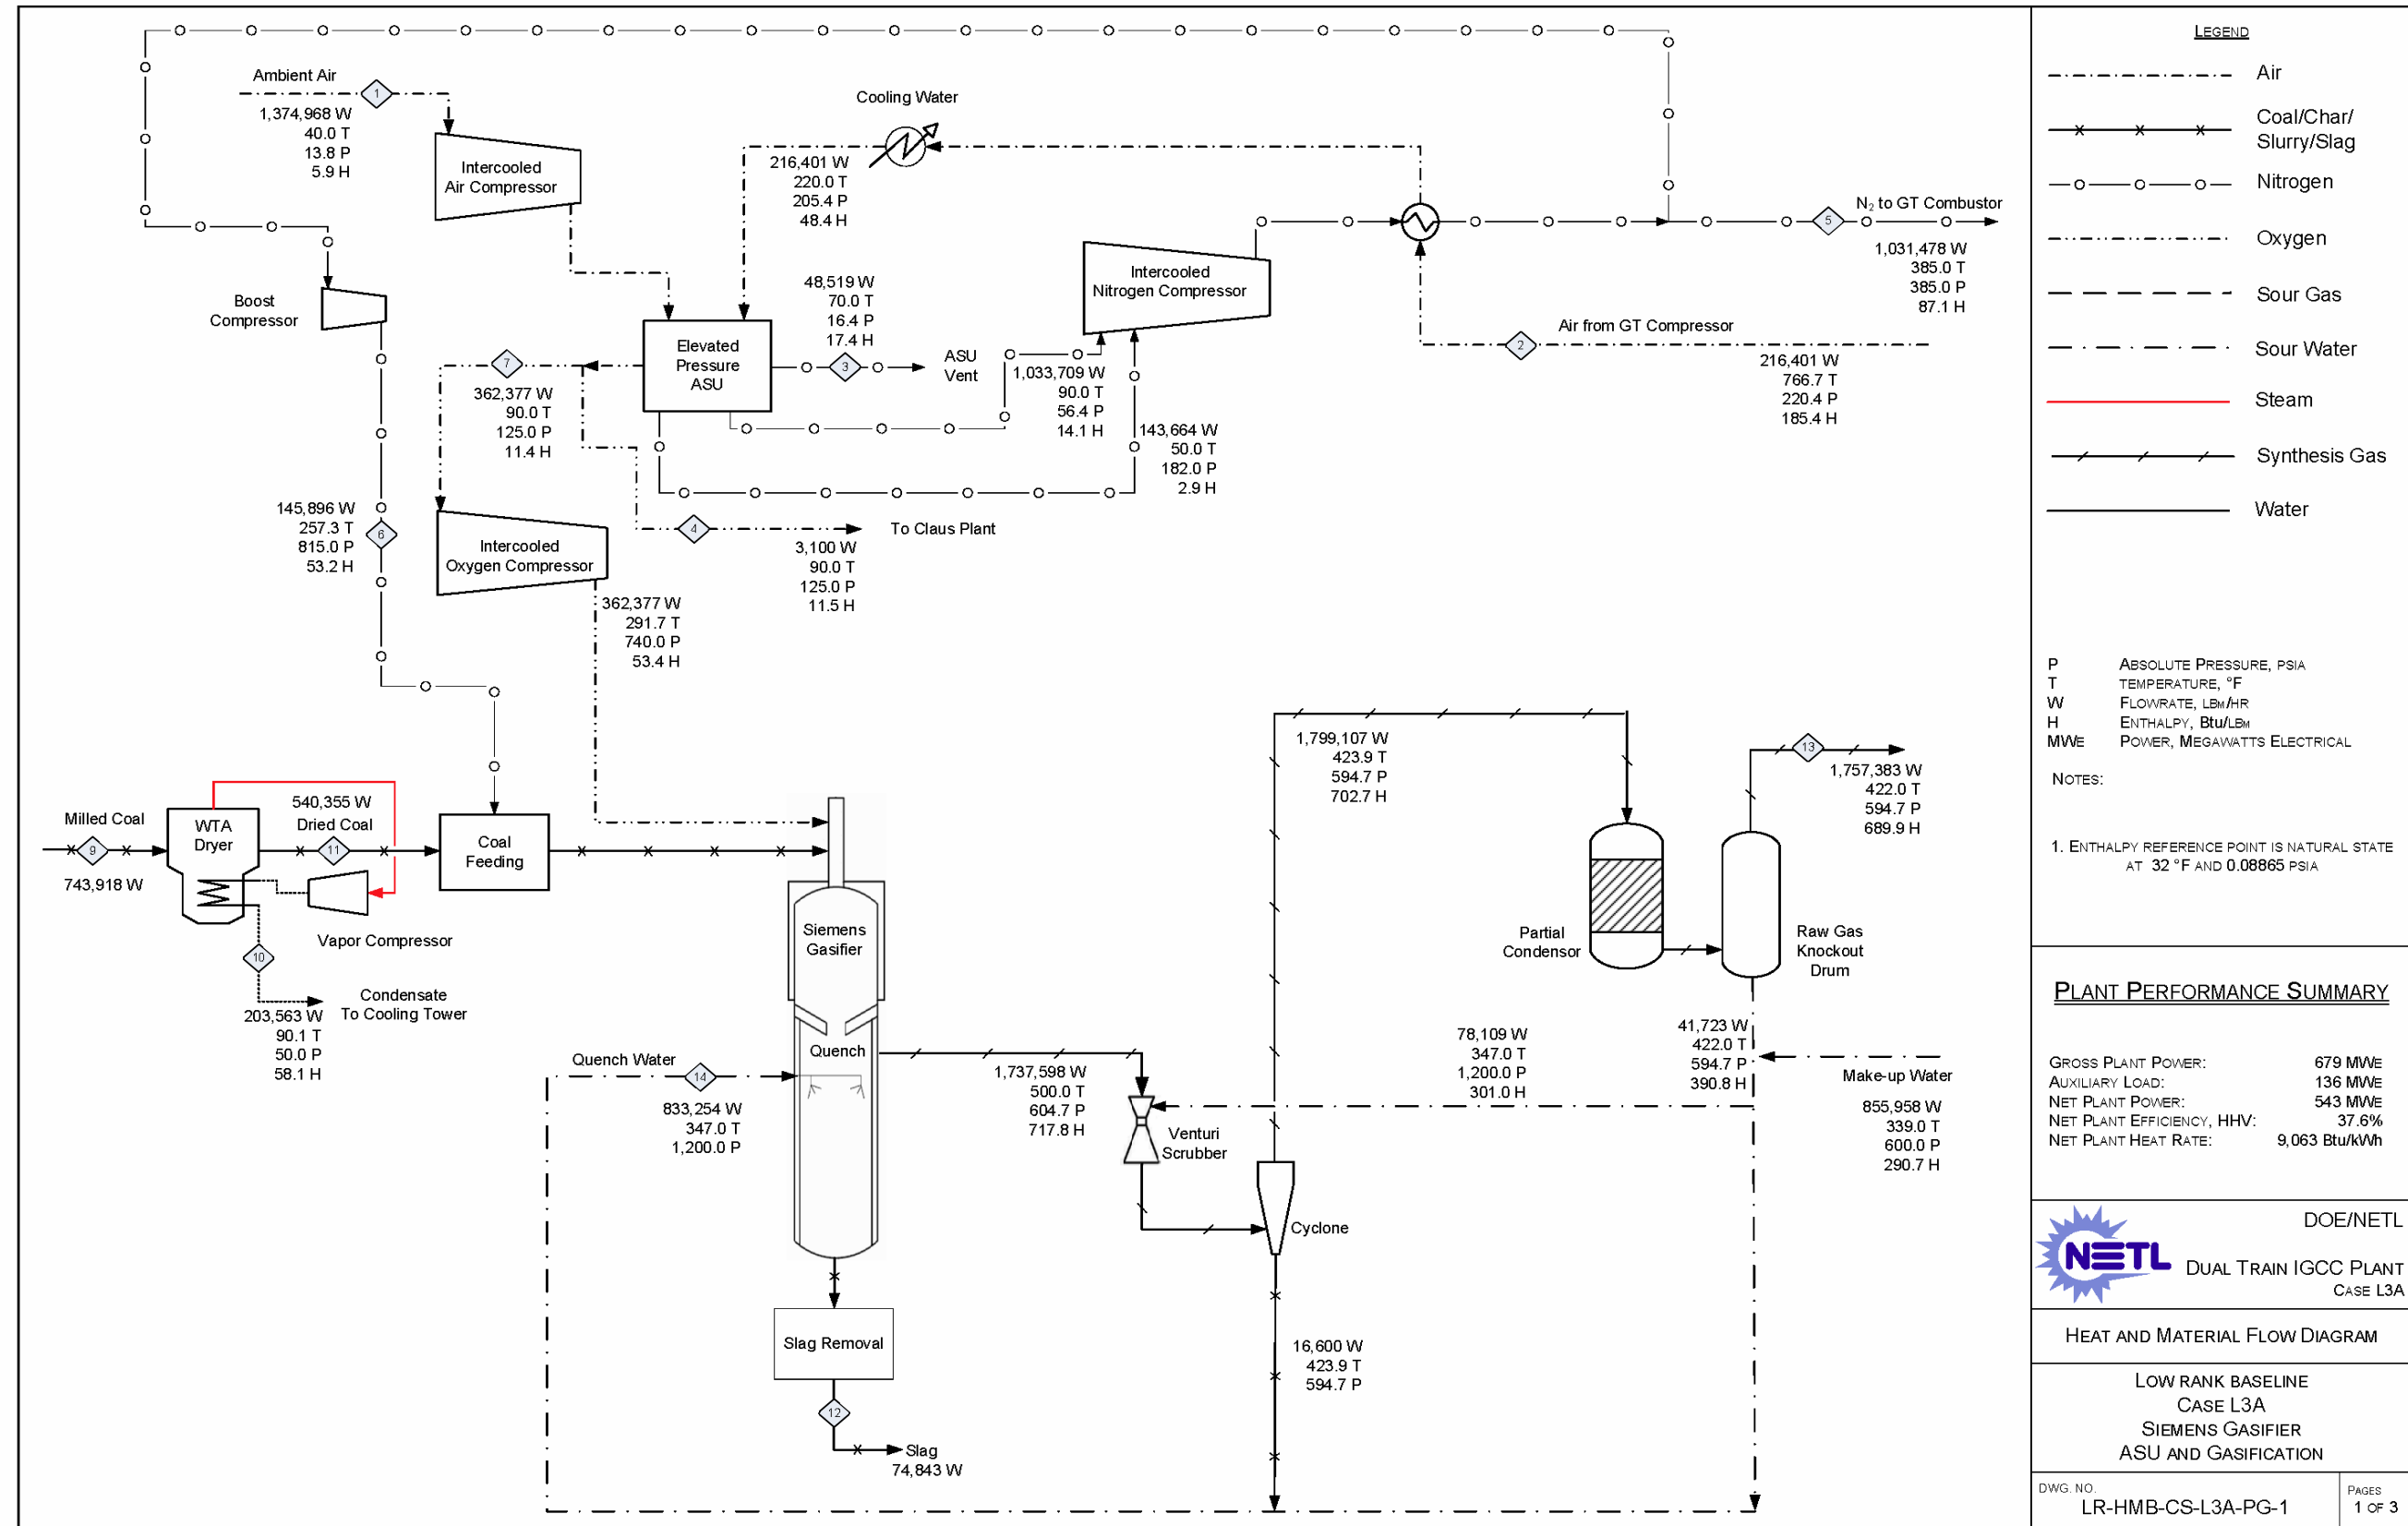 Ambient Air
1
1,374,968 W
40.0 T
13.8 P
5.9 H
Intercooled
Air Compressor
Cooling Water
216,401 W
220.0 T
205.4 P
48.4 H
Boost
Compressor
48,519 W
70.0 T
16.4 P
17.4 H
Elevated
Pressure
ASU
3
ASU
Vent
Intercooled
Nitrogen Compressor
1,033,709 W
90.0 T
56.4 P
14.1 H
143,664 W
50.0 T
182.0 P
2.9 H
N2 to GT Combustor
5
1,031,478 W
385.0 T
385.0 P
87.1 H
Air from GT Compressor
2
216,401 W
766.7 T
220.4 P
185.4 H
7
362,377 W
90.0 T
125.0 P
11.4 H
Intercooled
Oxygen Compressor
4
To Claus Plant
3,100 W
90.0 T
125.0 P
11.5 H
145,896 W
257.3 T
815.0 P
53.2 H
6
362,377 W
291.7 T
740.0 P
53.4 H
Milled Coal
9
743,918 W
WTA
Dryer
540,355 W
Dried Coal
11
Coal
Feeding
Vapor Compressor
10
Condensate
To Cooling Tower
203,563 W
90.1 T
50.0 P
58.1 H
Siemens
Gasifier
Quench
Quench Water
14
833,254 W
347.0 T
1,200.0 P
1,737,598 W
500.0 T
604.7 P
717.8 H
Venturi
Scrubber
Cyclone
Slag Removal
12
Slag
74,843 W
16,600 W
423.9 T
594.7 P
1,799,107 W
423.9 T
594.7 P
702.7 H
Partial
Condensor
Raw Gas
Knockout
Drum
13
1,757,383 W
422.0 T
594.7 P
689.9 H
78,109 W
347.0 T
1,200.0 P
301.0 H
41,723 W
422.0 T
594.7 P
390.8 H
Make-up Water
855,958 W
339.0 T
600.0 P
290.7 H
LEGEND
Air
Coal/Char/
Slurry/Slag
Nitrogen
Oxygen
Sour Gas
Sour Water
Steam
Synthesis Gas
Water
P ABSOLUTE PRESSURE, PSIA
T TEMPERATURE, °F
W FLOWRATE, LBM/HR
H ENTHALPY, Btu/LBM
MWE POWER, MEGAWATTS ELECTRICAL
NOTES:
1. ENTHALPY REFERENCE POINT IS NATURAL STATE
AT 32 °F AND 0.08865 PSIA
PLANT PERFORMANCE SUMMARY
GROSS PLANT POWER: 679 MWE
AUXILIARY LOAD: 136 MWE
NET PLANT POWER: 543 MWE
NET PLANT EFFICIENCY, HHV: 37.6%
NET PLANT HEAT RATE: 9,063 Btu/kWh
NETL
DOE/NETL
DUAL TRAIN IGCC PLANT
CASE L3A
HEAT AND MATERIAL FLOW DIAGRAM
LOW RANK BASELINE
CASE L3A
SIEMENS GASIFIER
ASU AND GASIFICATION
DWG. NO.
LR-HMB-CS-L3A-PG-1
PAGES
1 OF 3